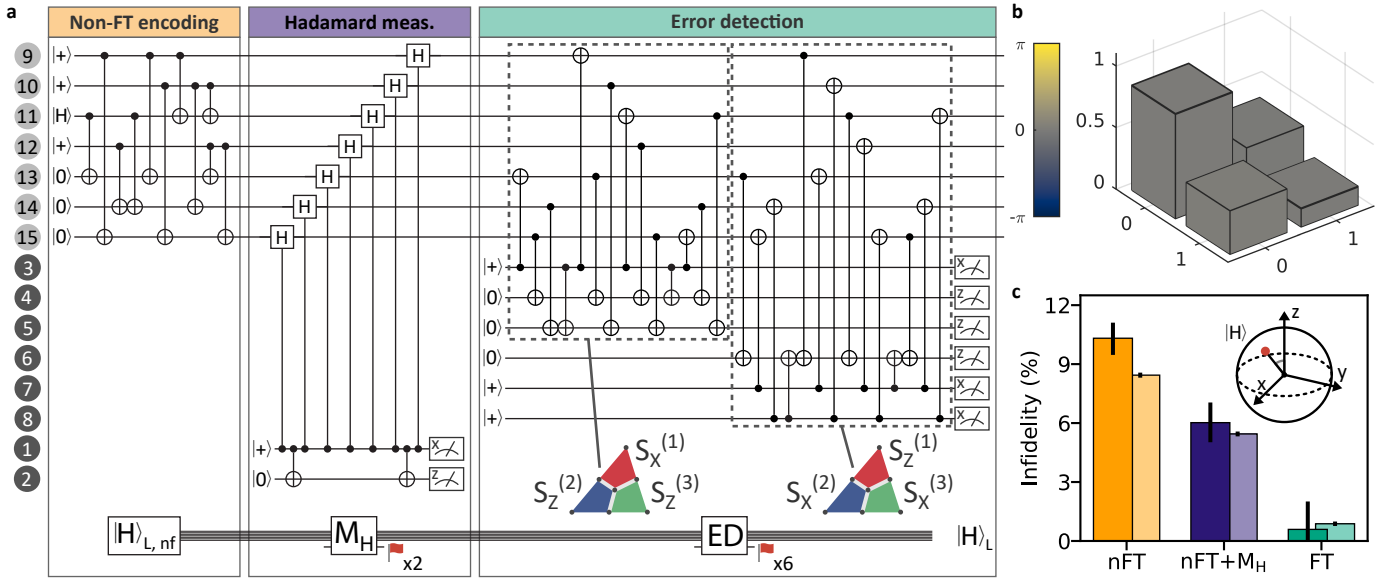 a
Non-FT encoding
Hadamard meas.
Error detection
9 |+⟩ H
10 |+⟩ H
11 |H⟩ H
12 |+⟩ H
13 |0⟩ H
14 |0⟩ H
15 |0⟩ H
3 |+⟩ x
4 |0⟩ z
5 |0⟩ z
6 |0⟩ z
7 |+⟩ x
8 |+⟩ x
1 |+⟩ x
2 |0⟩ z
S_X^(1)
S_Z^(2) S_Z^(3)
S_Z^(1)
S_X^(2) S_X^(3)
|H⟩_L, nf M_H x2 ED x6 |H⟩_L
b
π
0
-π
1
0.5
0
0
1
0
1
c
Infidelity (%)
12
9
6
3
0
nFT nFT+M_H FT
|H⟩
z
x
y